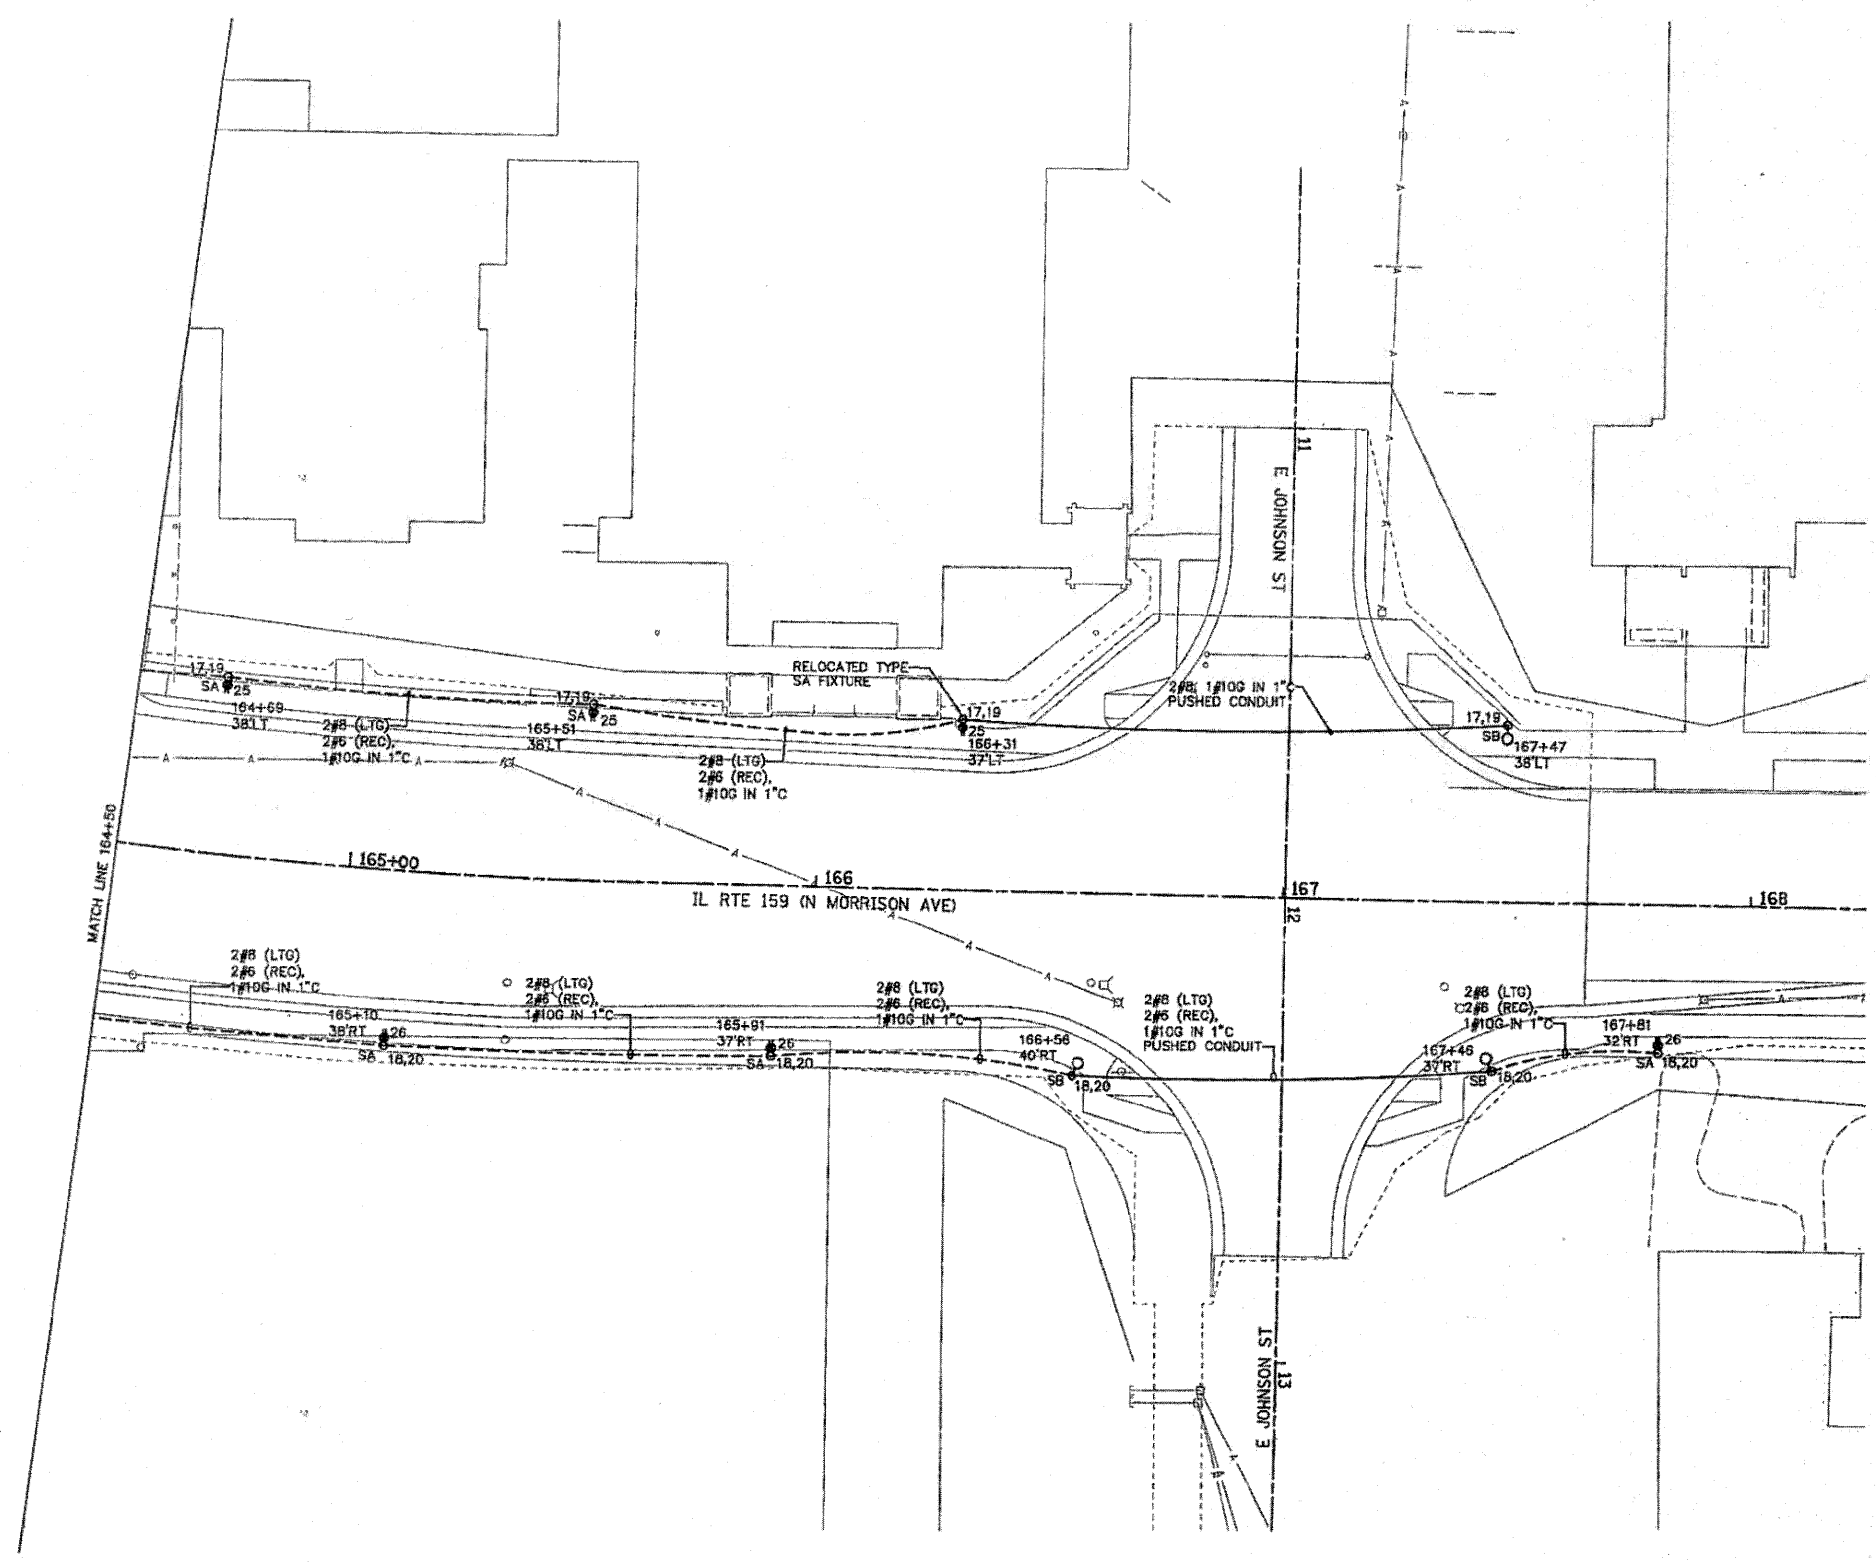 11
E JOHNSON ST
RELOCATED TYPE
SA FIXTURE
17,19
SA 25
164+69
38'LT
2#8 (LTG)
2#6 (REC),
1#10G IN 1"C
17,19
SA 25
165+51
38'LT
2#8 (LTG)
2#6 (REC),
1#10G IN 1"C
17,19
25
166+31
37'LT
2#8, 1#10G IN 1"
PUSHED CONDUIT
17,19
SB
167+47
38'LT
MATCH LINE 164+50
165+00
166
167
168
IL RTE 159 (N MORRISON AVE)
12
2#8 (LTG)
2#6 (REC),
1#10G IN 1"C
165+10
38'RT
26
SA 18,20
2#8 (LTG)
2#6 (REC),
1#10G IN 1"C
165+91
37'RT
26
SA 18,20
2#8 (LTG)
2#6 (REC),
1#10G IN 1"C
166+56
40'RT
SB 18,20
2#8 (LTG)
2#6 (REC),
1#10G IN 1"C
PUSHED CONDUIT
167+46
37'RT
SB 18,20
2#8 (LTG)
2#6 (REC),
1#10G IN 1"C
167+81
32'RT
26
SA 18,20
E JOHNSON ST
13